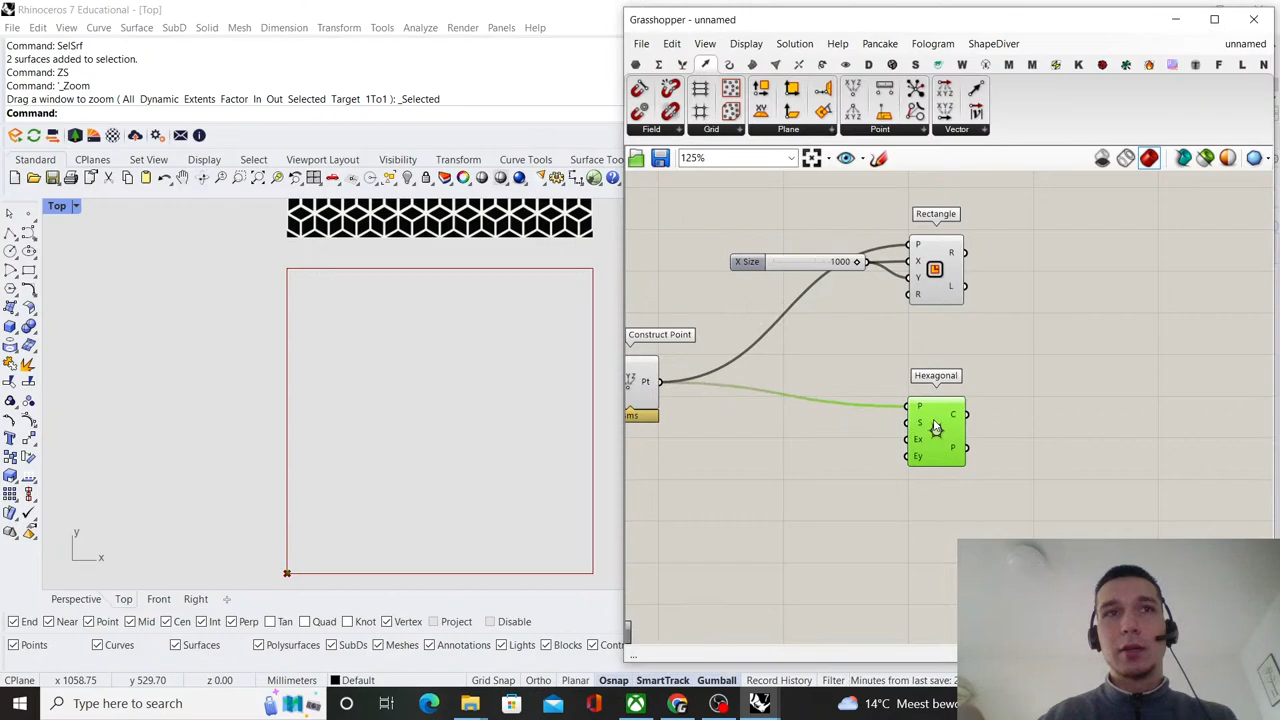 Rhinoceros 7 Educational - [Top]
File Edit View Curve Surface SubD Solid Mesh Dimension Transform Tools Analyze Render Panels Help
Command: SelSrf
2 surfaces added to selection.
Command: ZS
Command: '_Zoom
Drag a window to zoom ( All Dynamic Extents Factor In Out Selected Target 1To1 ): _Selected
Command:
Standard CPlanes Set View Display Select Viewport Layout Visibility Transform Curve Tools Surface Too
Top
y
x
Perspective Top Front Right
End Near Point Mid Cen Int Perp Tan Quad Knot Vertex Project Disable
Points Curves Surfaces Polysurfaces SubDs Meshes Annotations Lights Blocks Cont
CPlane x 1058.75 y 529.70 z 0.00 Millimeters Default Grid Snap Ortho Planar Osnap SmartTrack Gumball Record History Filter Minutes from last save: 2
Grasshopper - unnamed
File Edit View Display Solution Help Pancake Fologram ShapeDiver unnamed
Field Grid Plane Point Vector
125%
Rectangle
P
X
Y
R
R
L
X Size 1000
Construct Point
Pt
ms
Hexagonal
P
S
Ex
Ey
C
P
...
Type here to search
14°C Meest bewo